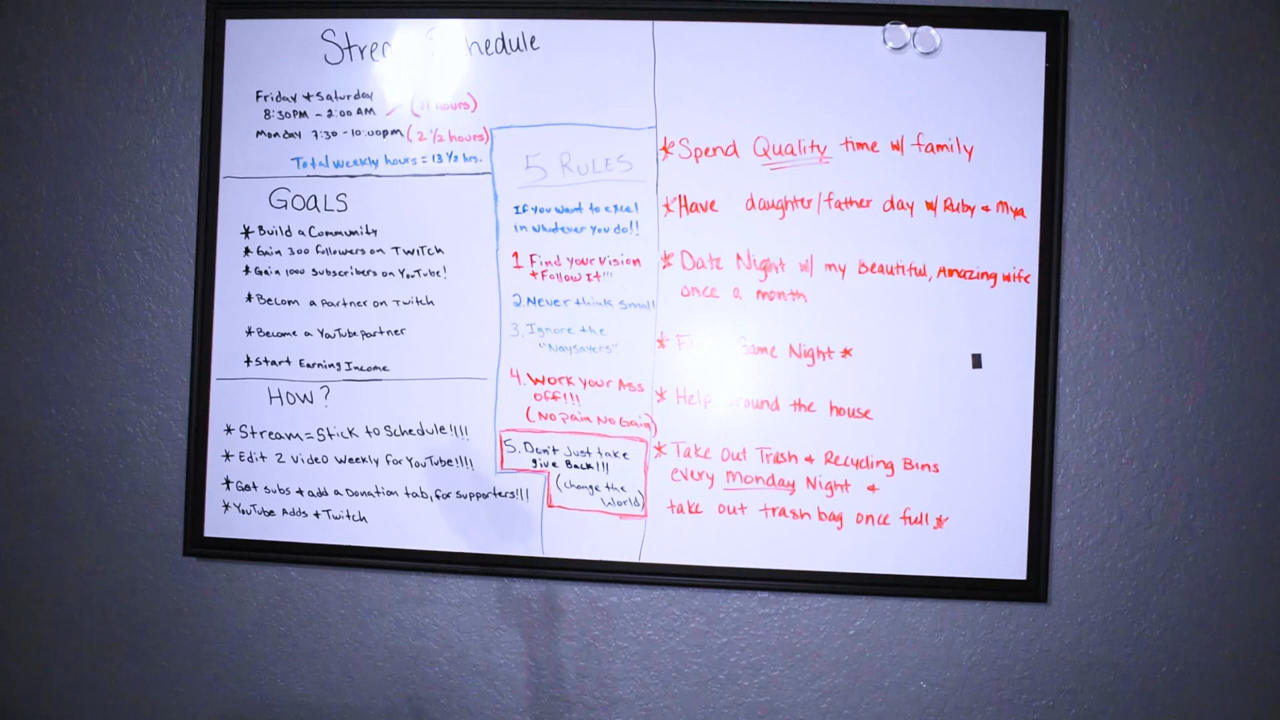 Schedule
Friday + Saturday
8:30PM - 2:00AM (11 hours)
Monday 7:30 - 10:00pm (2 1/2 hours)
Total weekly hours = 13 1/2 hrs.
GOALS
* Build a Community
* Gain 300 followers on TWITCH
* Gain 1000 Subscribers on YouTube!
* Becom a Partner on Twitch
* Become a YouTube partner
* Start Earning Income
HOW?
* Stream = Stick to Schedule!!!!
* Edit 2 Video Weekly for YouTube!!!!
* Get subs + add a Donation tab, for supporters!!!!
* YouTube Adds + Twitch
5 RULES
If you want to excel
in whatever you do!!
1 Find your Vision
+ Follow It!!!
2. Never think small
3. Ignore the
"Naysayers"
4. Work your Ass
off!!!
(No pain No Gain)
5. Don't Just take
give Back!!!
(change the
World)
* Spend Quality time w/ family
* Have daughter/father day w/ Ruby & Mya
* Date Night w/ my Beautiful, Amazing wife
once a month
* Game Night *
* Help around the house
* Take Out Trash & Recycling Bins
every Monday Night &
take out trash bag once full *